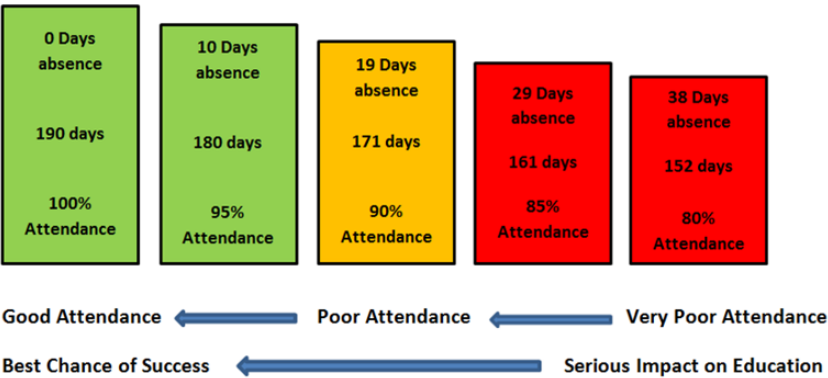 0 Days
absence
190 days
100%
Attendance
10 Days
absence
180 days
95%
Attendance
19 Days
absence
171 days
90%
Attendance
29 Days
absence
161 days
85%
Attendance
38 Days
absence
152 days
80%
Attendance
Good Attendance Poor Attendance Very Poor Attendance
Best Chance of Success Serious Impact on Education